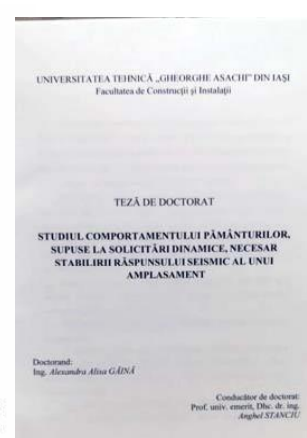 UNIVERSITATEA TEHNICĂ „GHEORGHE ASACHI” DIN IAŞI
Facultatea de Construcţii şi Instalaţii
TEZĂ DE DOCTORAT
STUDIUL COMPORTAMENTULUI PĂMÂNTURILOR,
SUPUSE LA SOLICITĂRI DINAMICE, NECESAR
STABILIRII RĂSPUNSULUI SEISMIC AL UNUI
AMPLASAMENT
Doctorand:
Ing. Alexandra Alisa GĂINĂ
Conducător de doctorat:
Prof. univ. emerit, Dhc. dr. ing.
Anghel STANCIU